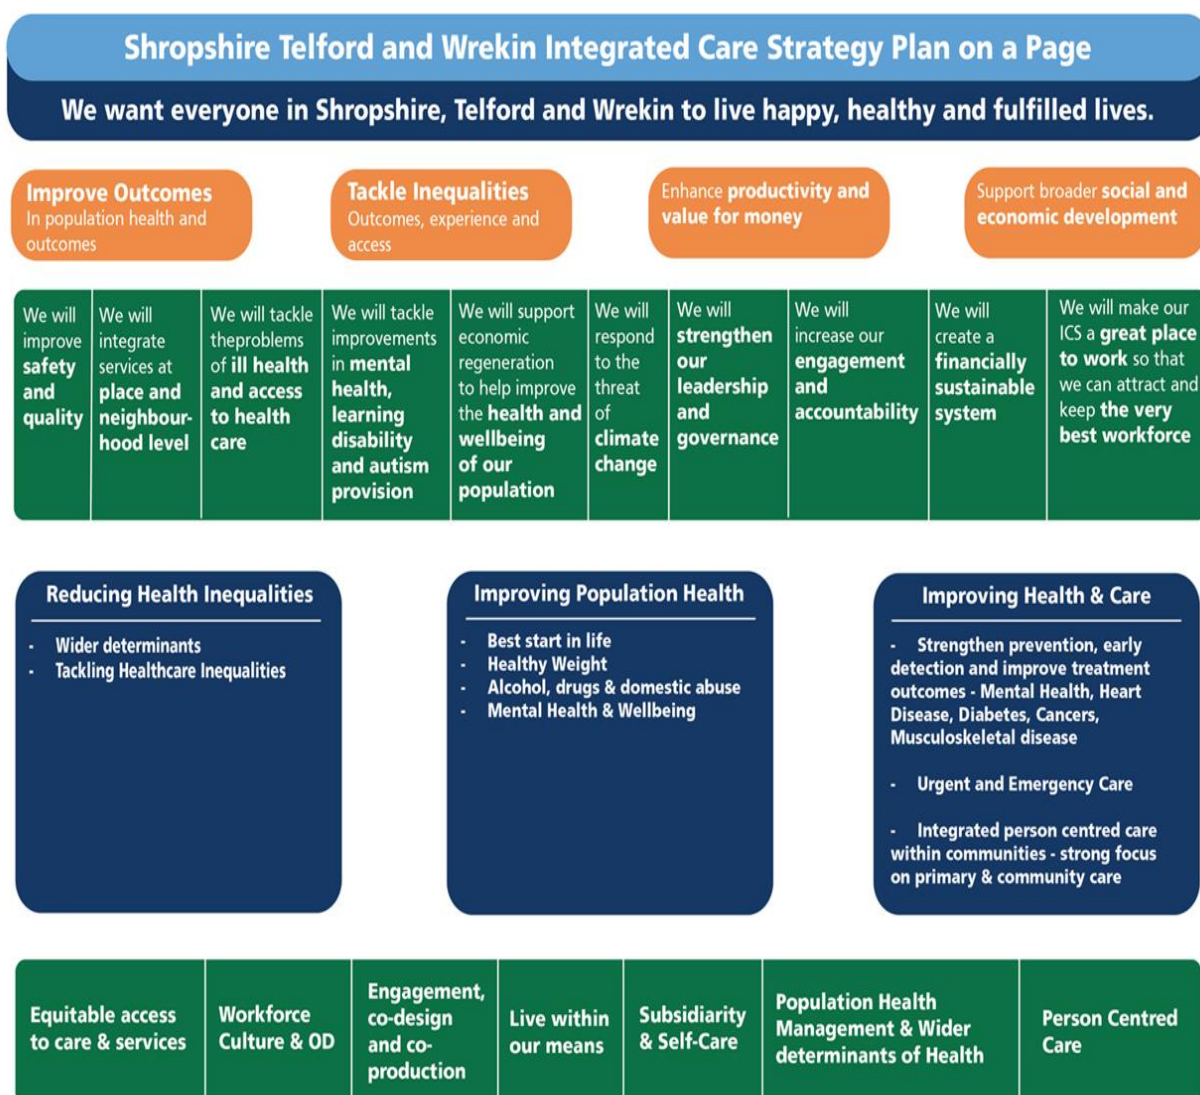 Shropshire Telford and Wrekin Integrated Care Strategy Plan on a Page
We want everyone in Shropshire, Telford and Wrekin to live happy, healthy and fulfilled lives.
Improve Outcomes
In population health and
outcomes
Tackle Inequalities
Outcomes, experience and
access
Enhance productivity and
value for money
Support broader social and
economic development
We will
improve
safety
and
quality
We will
integrate
services at
place and
neighbour-
hood level
We will tackle
theproblems
of ill health
and access
to health
care
We will tackle
improvements
in mental
health,
learning
disability
and autism
provision
We will support
economic
regeneration
to help improve
the health and
wellbeing
of our
population
We will
respond
to the
threat
of
climate
change
We will
strengthen
our
leadership
and
governance
We will
increase our
engagement
and
accountability
We will
create a
financially
sustainable
system
We will make our
ICS a great place
to work so that
we can attract and
keep the very
best workforce
Reducing Health Inequalities
- Wider determinants
- Tackling Healthcare Inequalities
Improving Population Health
- Best start in life
- Healthy Weight
- Alcohol, drugs & domestic abuse
- Mental Health & Wellbeing
Improving Health & Care
- Strengthen prevention, early
detection and improve treatment
outcomes - Mental Health, Heart
Disease, Diabetes, Cancers,
Musculoskeletal disease
- Urgent and Emergency Care
- Integrated person centred care
within communities - strong focus
on primary & community care
Equitable access
to care & services
Workforce
Culture & OD
Engagement,
co-design
and co-
production
Live within
our means
Subsidiarity
& Self-Care
Population Health
Management & Wider
determinants of Health
Person Centred
Care